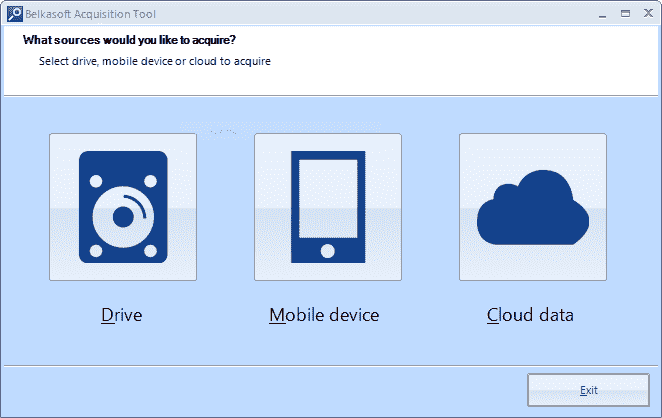 Belkasoft Acquisition Tool
What sources would you like to acquire?
Select drive, mobile device or cloud to acquire
Drive
Mobile device
Cloud data
Exit